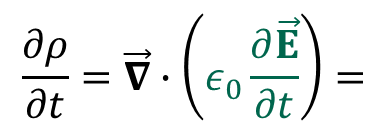 ∂ρ/∂t = ∇⃗ · (ϵ₀ ∂E⃗/∂t) =